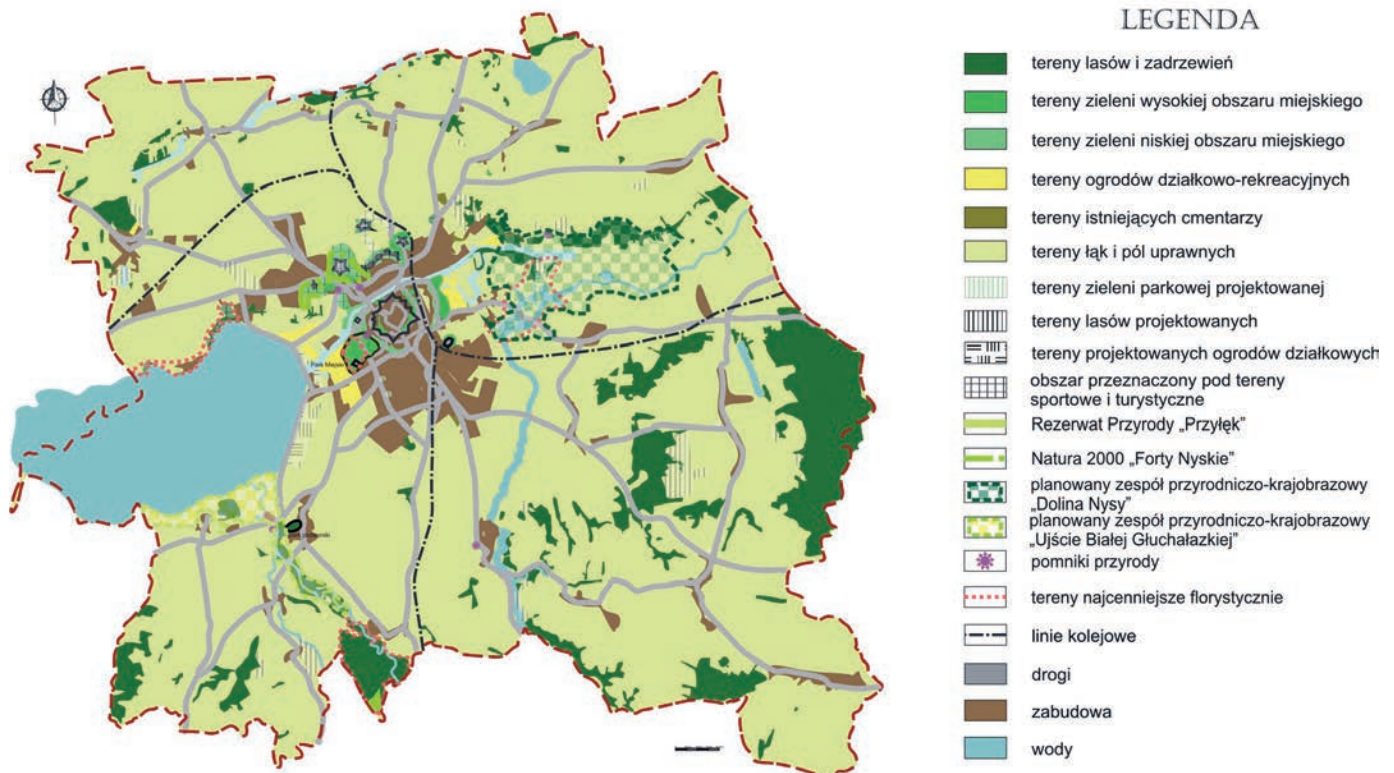 LEGENDA
tereny lasów i zadrzewień
tereny zieleni wysokiej obszaru miejskiego
tereny zieleni niskiej obszaru miejskiego
tereny ogrodów działkowo-rekreacyjnych
tereny istniejących cmentarzy
tereny łąk i pól uprawnych
tereny zieleni parkowej projektowanej
tereny lasów projektowanych
tereny projektowanych ogrodów działkowych
obszar przeznaczony pod tereny
sportowe i turystyczne
Rezerwat Przyrody „Przyłęk”
Natura 2000 „Forty Nyskie”
planowany zespół przyrodniczo-krajobrazowy
„Dolina Nysy”
planowany zespół przyrodniczo-krajobrazowy
„Ujście Białej Głuchałazkiej”
pomniki przyrody
tereny najcenniejsze florystycznie
linie kolejowe
drogi
zabudowa
wody
Park Miejski